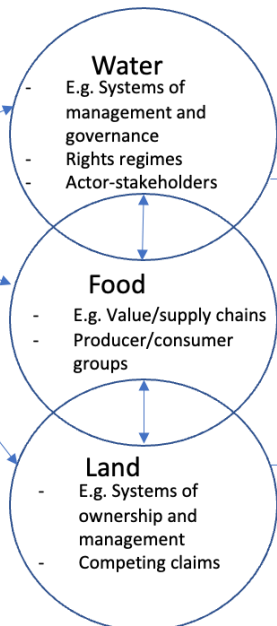 Water
- E.g. Systems of
management and
governance
- Rights regimes
- Actor-stakeholders
Food
- E.g. Value/supply chains
- Producer/consumer
groups
Land
- E.g. Systems of
ownership and
management
- Competing claims